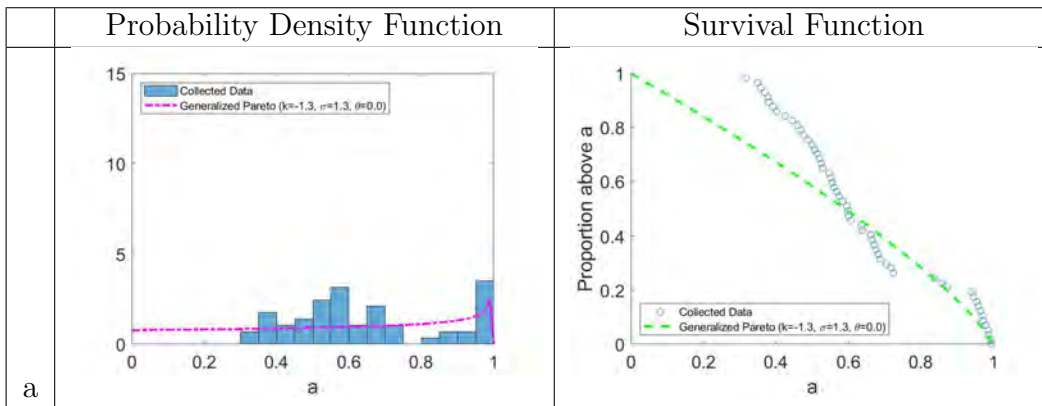 Probability Density Function
Survival Function
a
15
10
5
0
0
0.2
0.4
0.6
0.8
1
a
Collected Data
Generalized Pareto (k=-1.3, σ=1.3, θ=0.0)
Proportion above a
1
0.8
0.6
0.4
0.2
0
0
0.2
0.4
0.6
0.8
1
a
Collected Data
Generalized Pareto (k=-1.3, σ=1.3, θ=0.0)